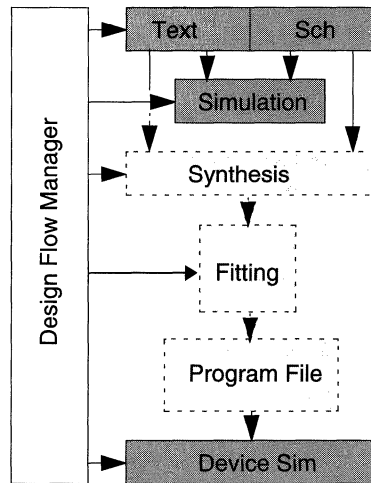 Text Sch
Simulation
Synthesis
Fitting
Program File
Device Sim
Design Flow Manager